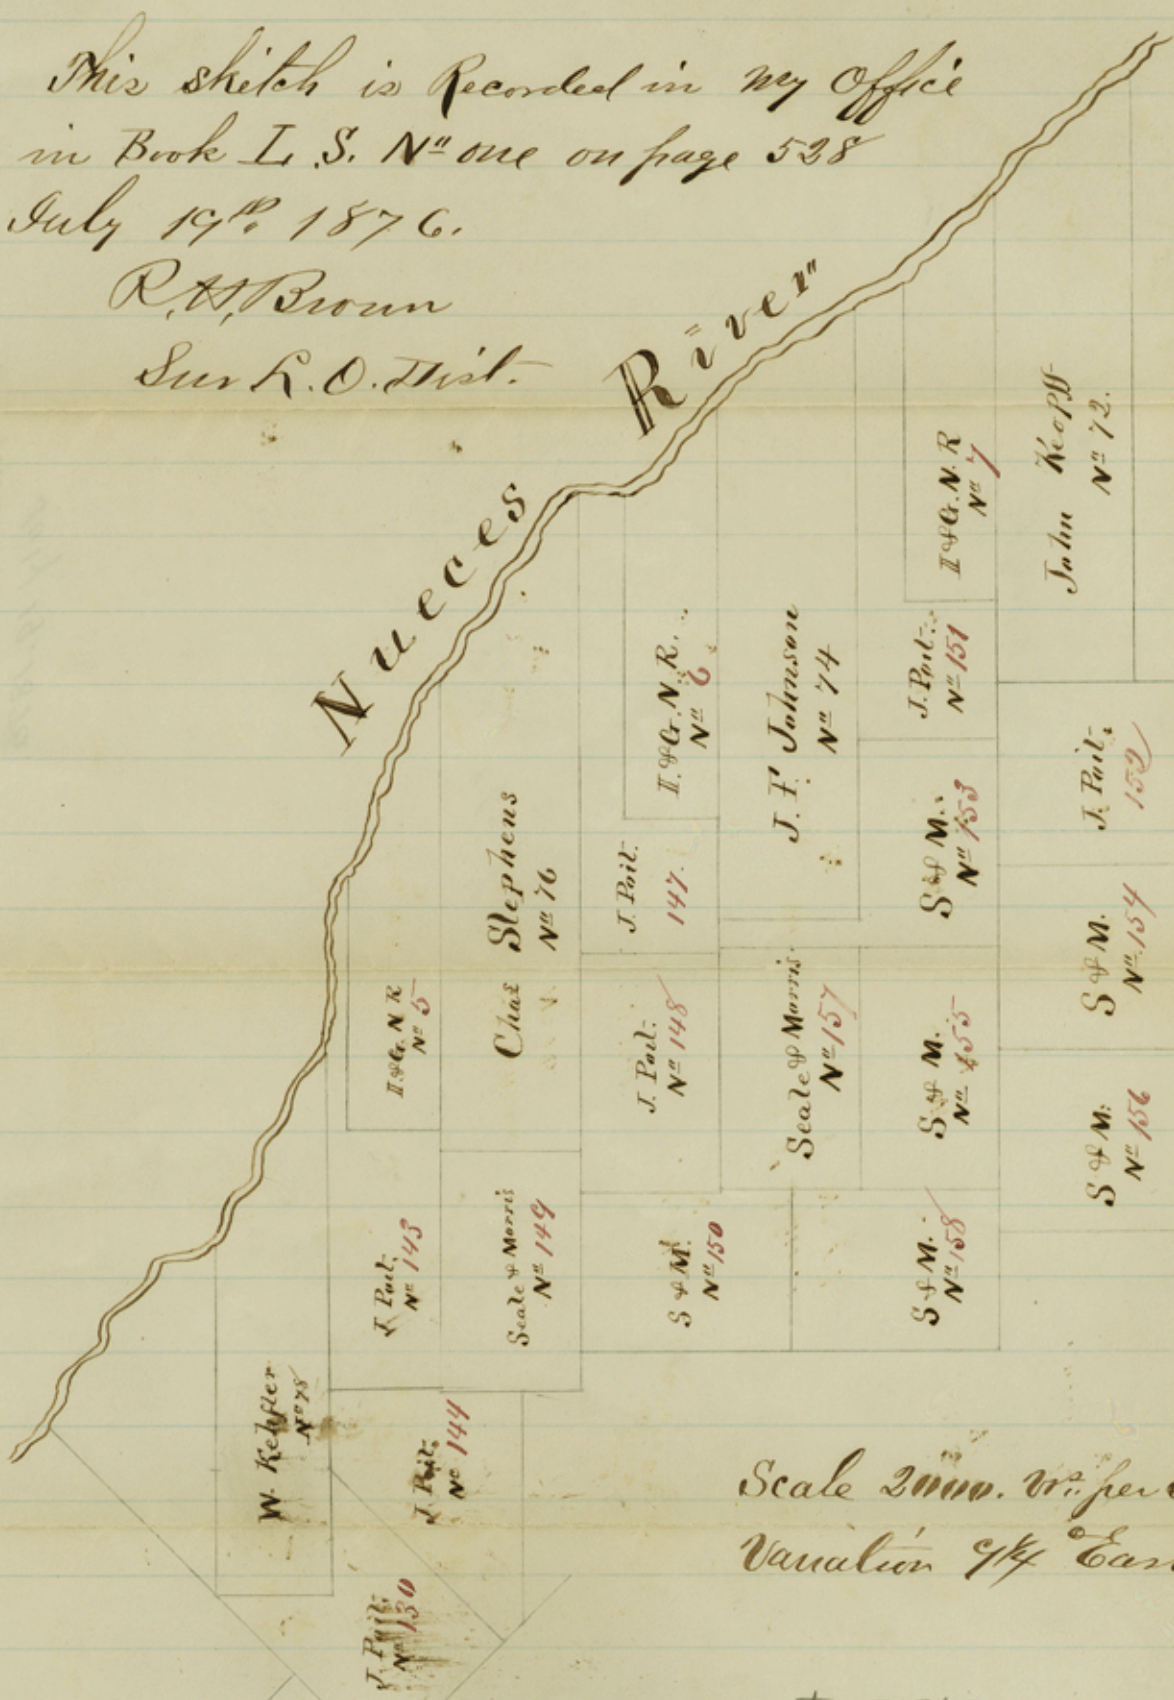 This sketch is Recorded in my Office
in Book L. S. No one on page 528
July 19th 1876.
R. H. Brown
Sur L. O. Dist.
Nueces River
I & G. N. R
No 7
John Keopff
No 72.
I. & G. N. R.
No 6
J. F. Johnson
No 74
J. Poit.
No 151
J. Poit.
152
Chas Stephens
No 76
J. Poit.
147.
S & M.
No 153
S & M.
No 154
I. & G. N R
No 5
J. Poit.
No 148
Scale & Morris
No 157
S & M.
No 155
S & M.
No 156
J. Poit.
No 143
Scale & Morris
No 149
S & M.
No 150
S & M.
No 158
W.
No 78
J. Poit.
No 144
J. Poit.
No 130
Scale 2000. vrs. per
Variation 9¼° East